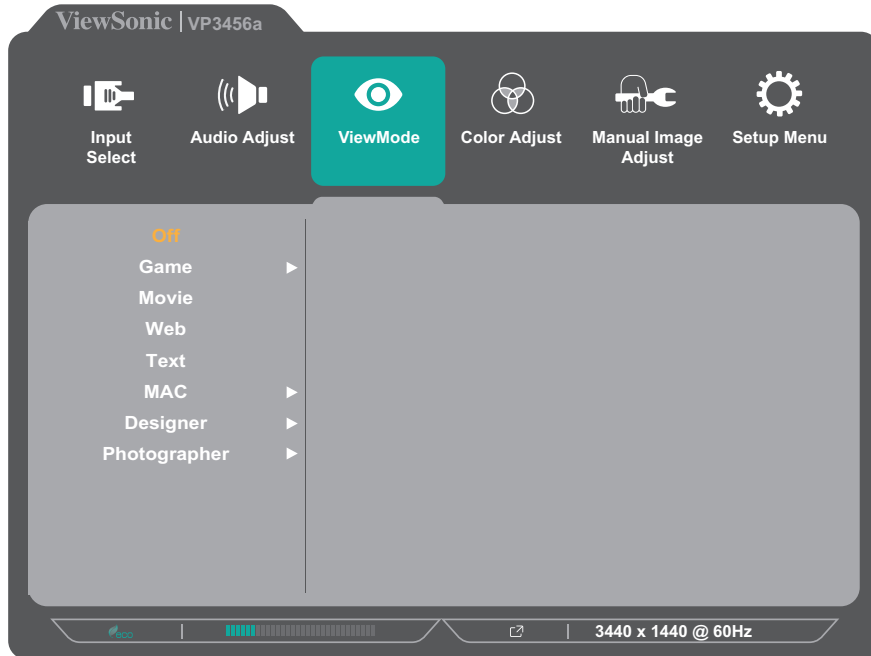 ViewSonic | VP3456a
Input Select
Audio Adjust
ViewMode
Color Adjust
Manual Image Adjust
Setup Menu
Off
Game
Movie
Web
Text
MAC
Designer
Photographer
eco
3440 x 1440 @ 60Hz